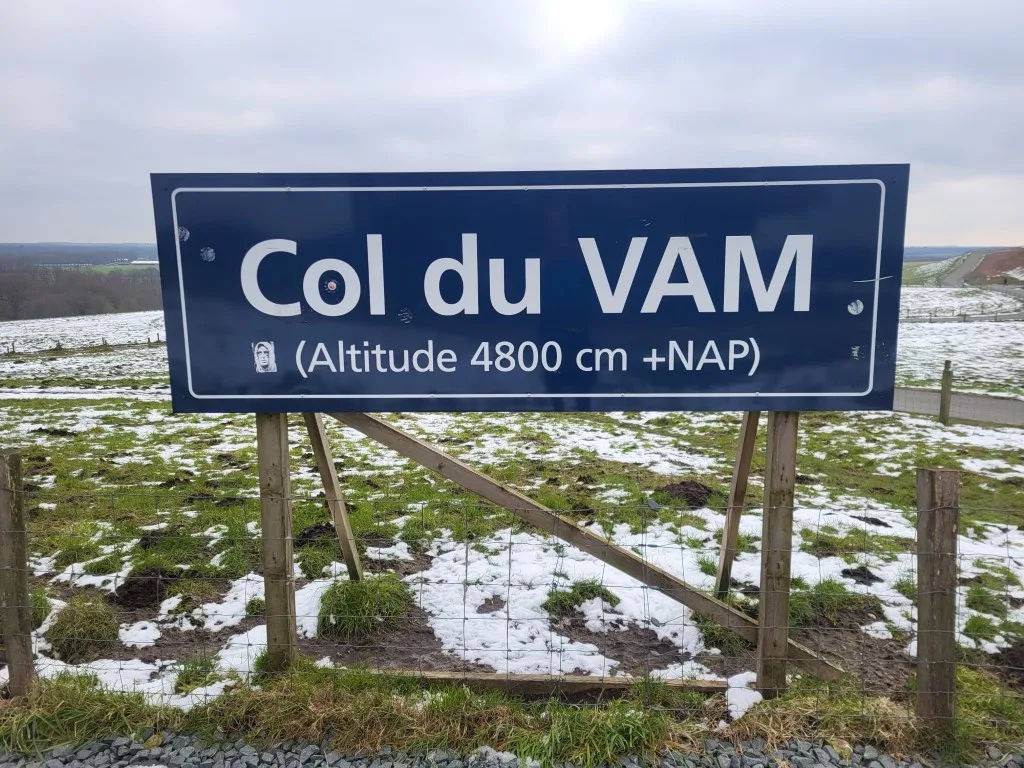 Col du VAM
(Altitude 4800 cm +NAP)